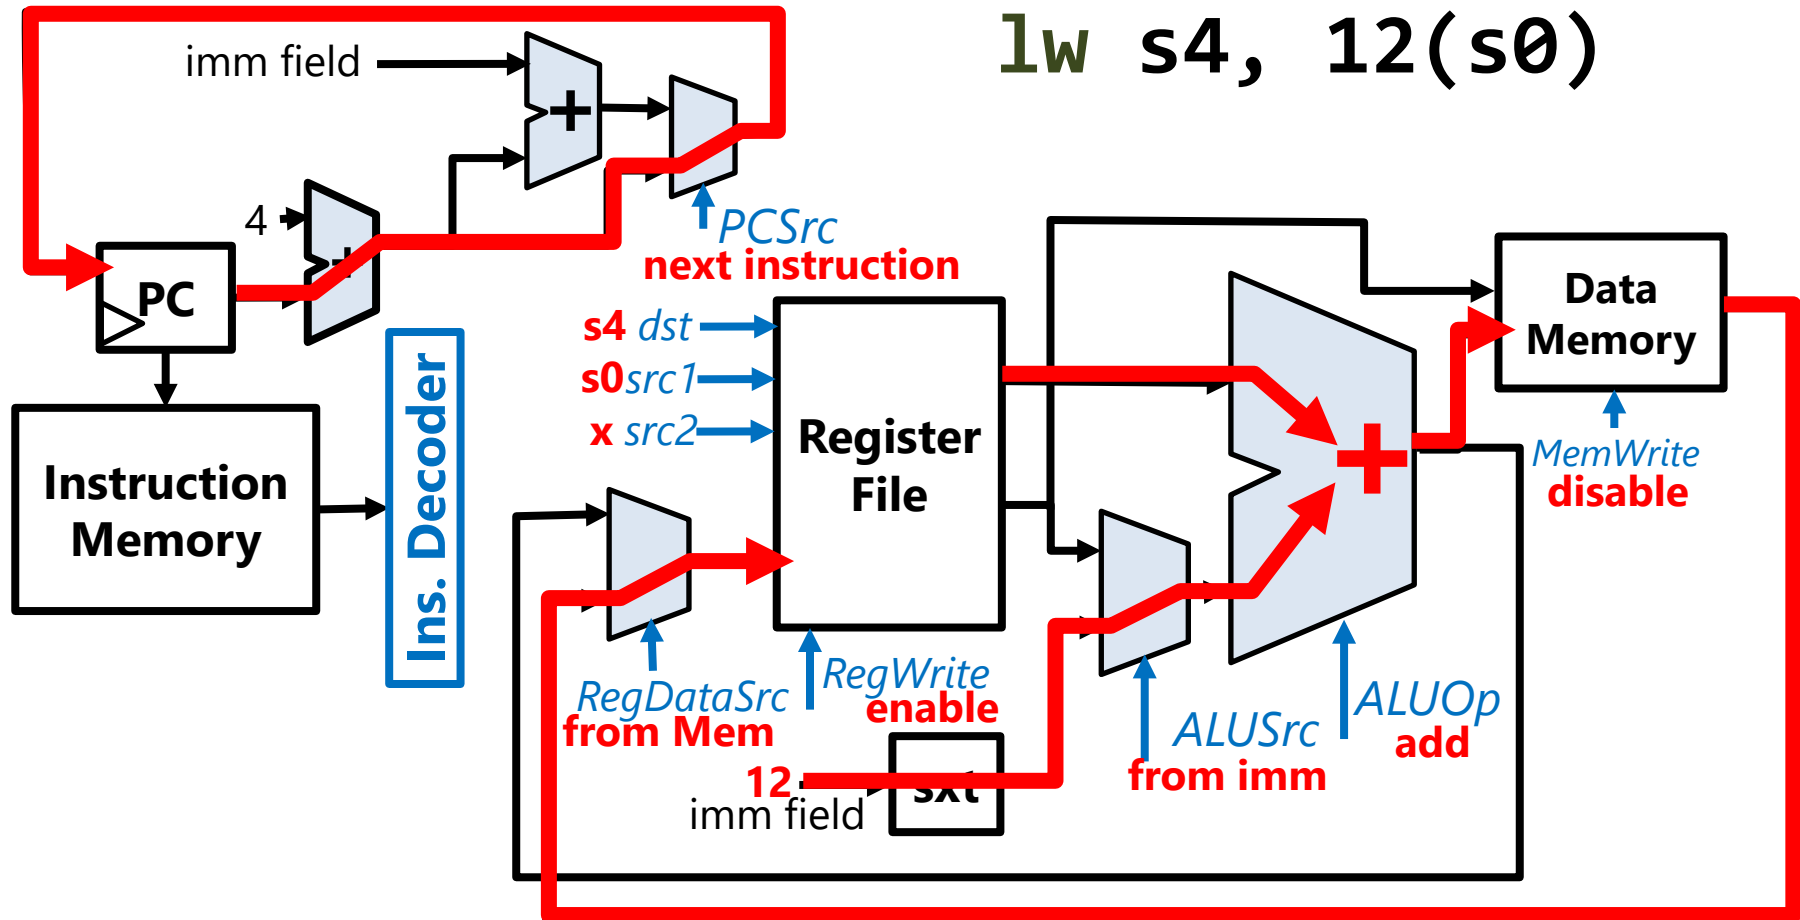 lw s4, 12(s0)
imm field
+
4
+
PCSrc
next instruction
PC
Data
Memory
s4 dst
s0 src1
x src2
Register
File
+
Ins. Decoder
Instruction
Memory
MemWrite
disable
RegDataSrc
from Mem
RegWrite
enable
ALUSrc
from imm
ALUOp
add
12
imm field
sxt